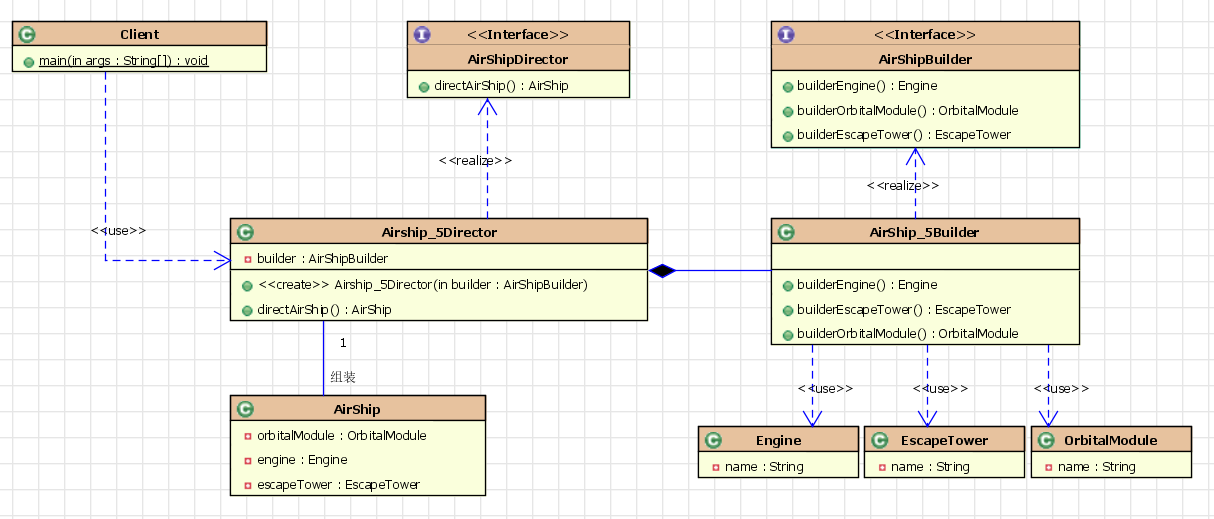 Client
main(in args : String[]) : void
<<Interface>>
AirShipDirector
directAirShip() : AirShip
<<Interface>>
AirShipBuilder
builderEngine() : Engine
builderOrbitalModule() : OrbitalModule
builderEscapeTower() : EscapeTower
<<realize>>
<<realize>>
<<use>>
Airship_5Director
builder : AirShipBuilder
<<create>> Airship_5Director(in builder : AirShipBuilder)
directAirShip() : AirShip
AirShip_5Builder
builderEngine() : Engine
builderEscapeTower() : EscapeTower
builderOrbitalModule() : OrbitalModule
1
组装
<<use>>
<<use>>
<<use>>
AirShip
orbitalModule : OrbitalModule
engine : Engine
escapeTower : EscapeTower
Engine
name : String
EscapeTower
name : String
OrbitalModule
name : String